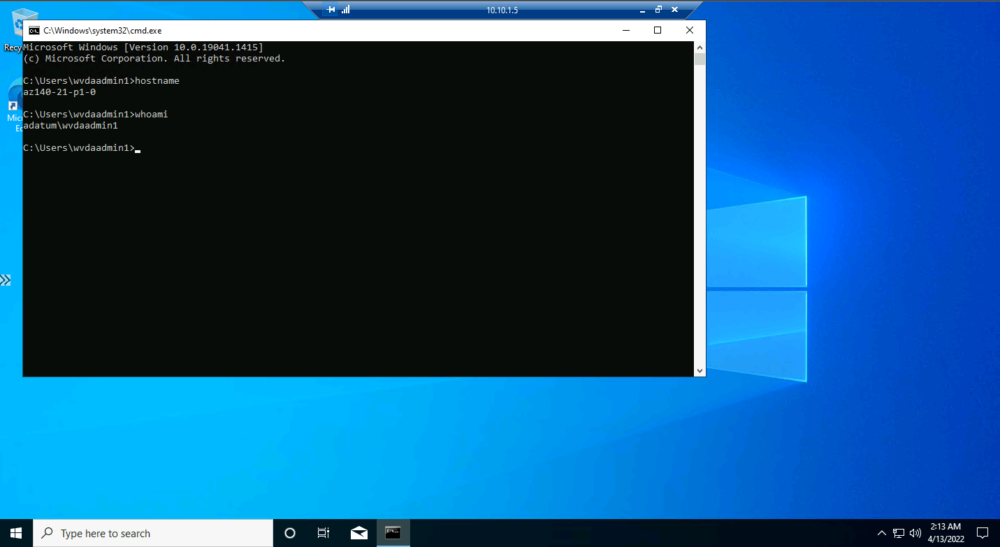 10.10.1.5
C:\Windows\system32\cmd.exe
Microsoft Windows [Version 10.0.19041.1415]
(c) Microsoft Corporation. All rights reserved.
C:\Users\wvdaadmin1>hostname
az140-21-p1-0
C:\Users\wvdaadmin1>whoami
adatum\wvdaadmin1
C:\Users\wvdaadmin1>
Recy
Mic
Ed
Type here to search
2:13 AM
4/13/2022